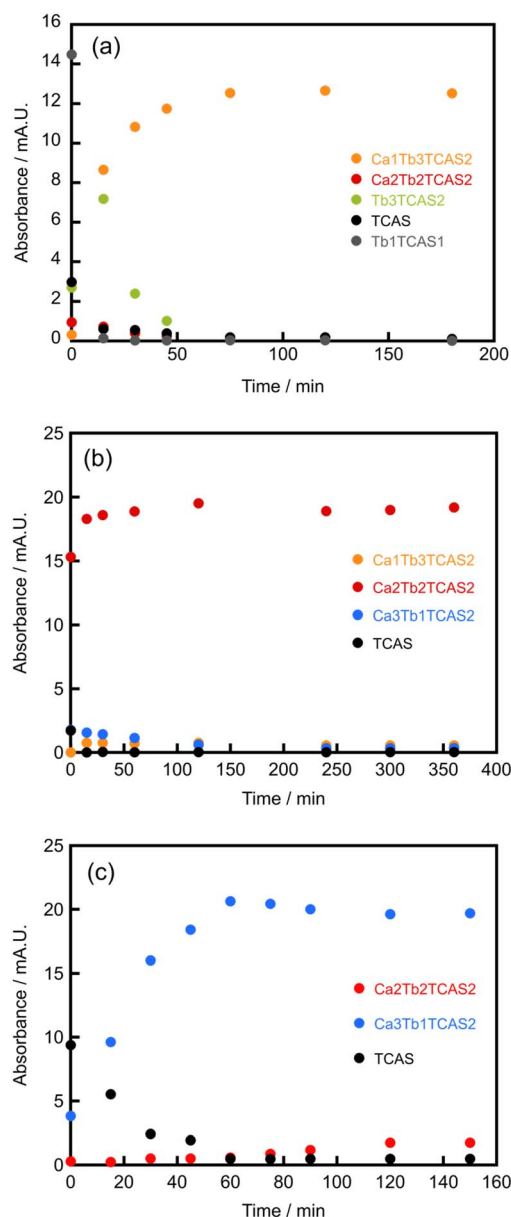 (a)
Absorbance / mA.U.
16
14
12
10
8
6
4
2
0
Ca1Tb3TCAS2
Ca2Tb2TCAS2
Tb3TCAS2
TCAS
Tb1TCAS1
0 50 100 150 200
Time / min
(b)
Absorbance / mA.U.
25
20
15
10
5
0
Ca1Tb3TCAS2
Ca2Tb2TCAS2
Ca3Tb1TCAS2
TCAS
0 50 100 150 200 250 300 350 400
Time / min
(c)
Absorbance / mA.U.
25
20
15
10
5
0
Ca2Tb2TCAS2
Ca3Tb1TCAS2
TCAS
0 20 40 60 80 100 120 140 160
Time / min